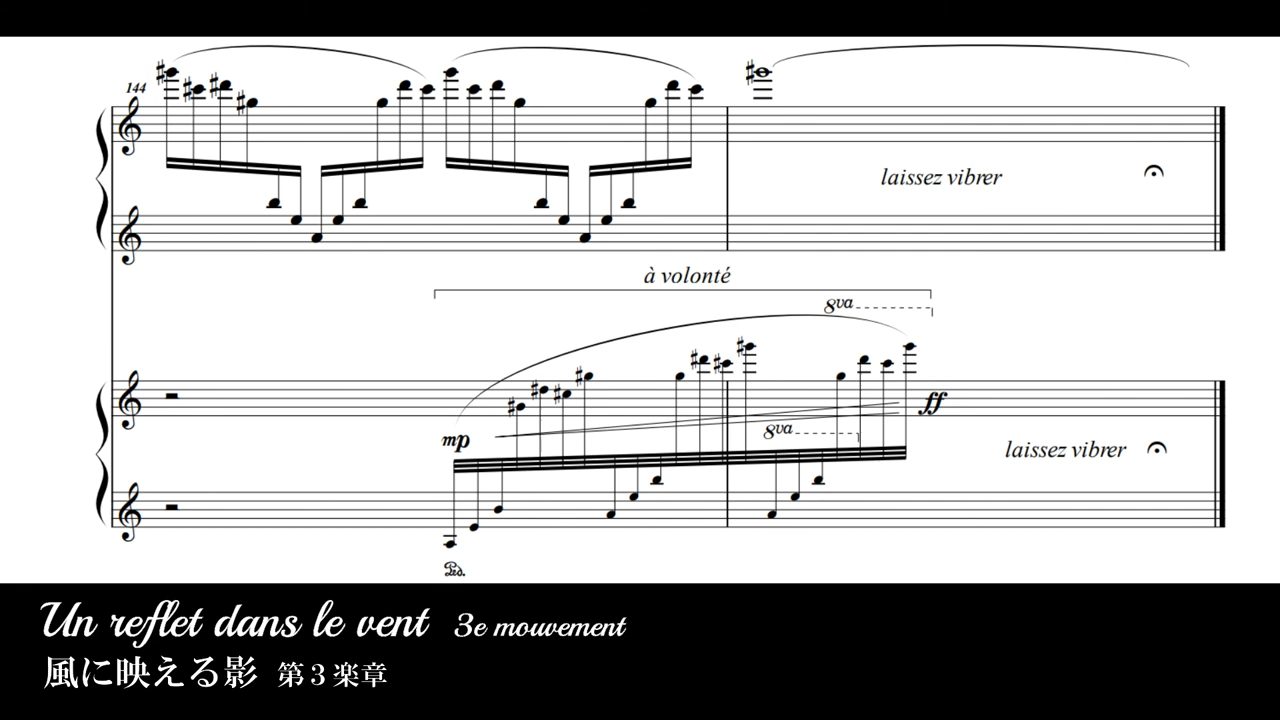 144
laissez vibrer
à volonté
8va
mp
ff
8va
laissez vibrer
Ped.
Un reflet dans le vent 3e mouvement
風に映える影 第３楽章